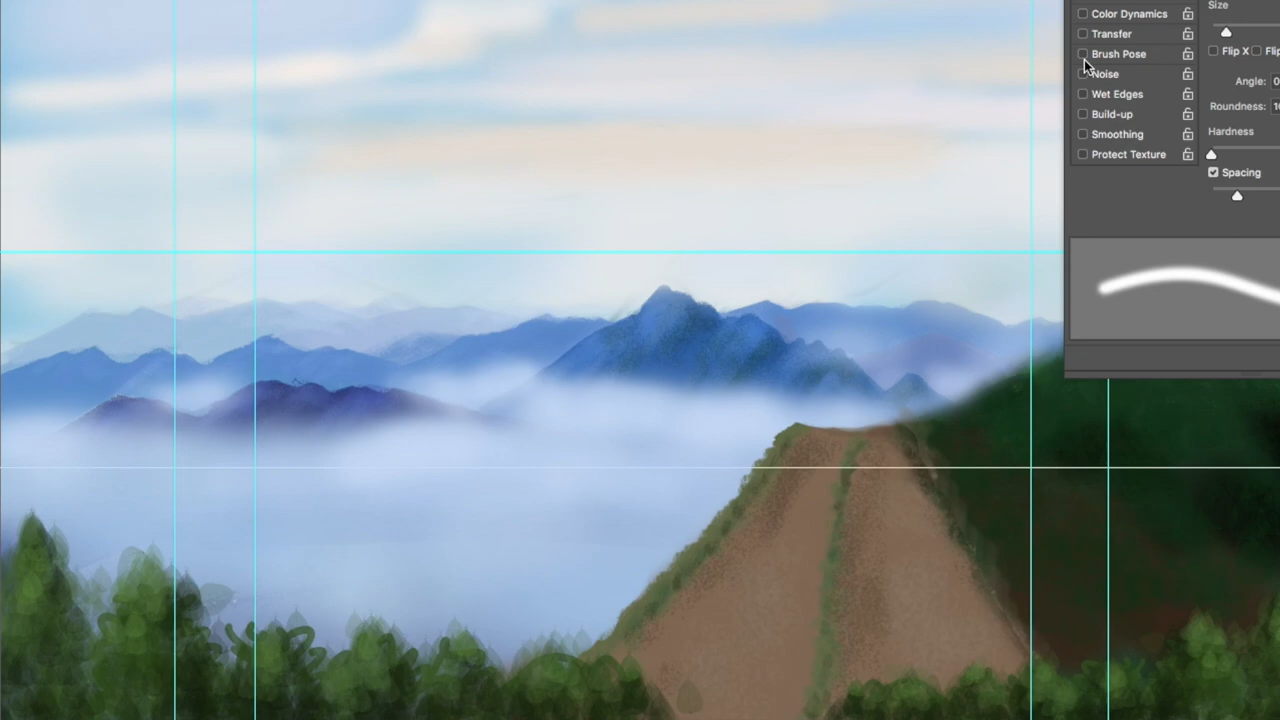 Size
Color Dynamics
Transfer
Brush Pose
Flip X
Noise
Angle:
Wet Edges
Roundness:
Build-up
Hardness
Smoothing
Protect Texture
Spacing